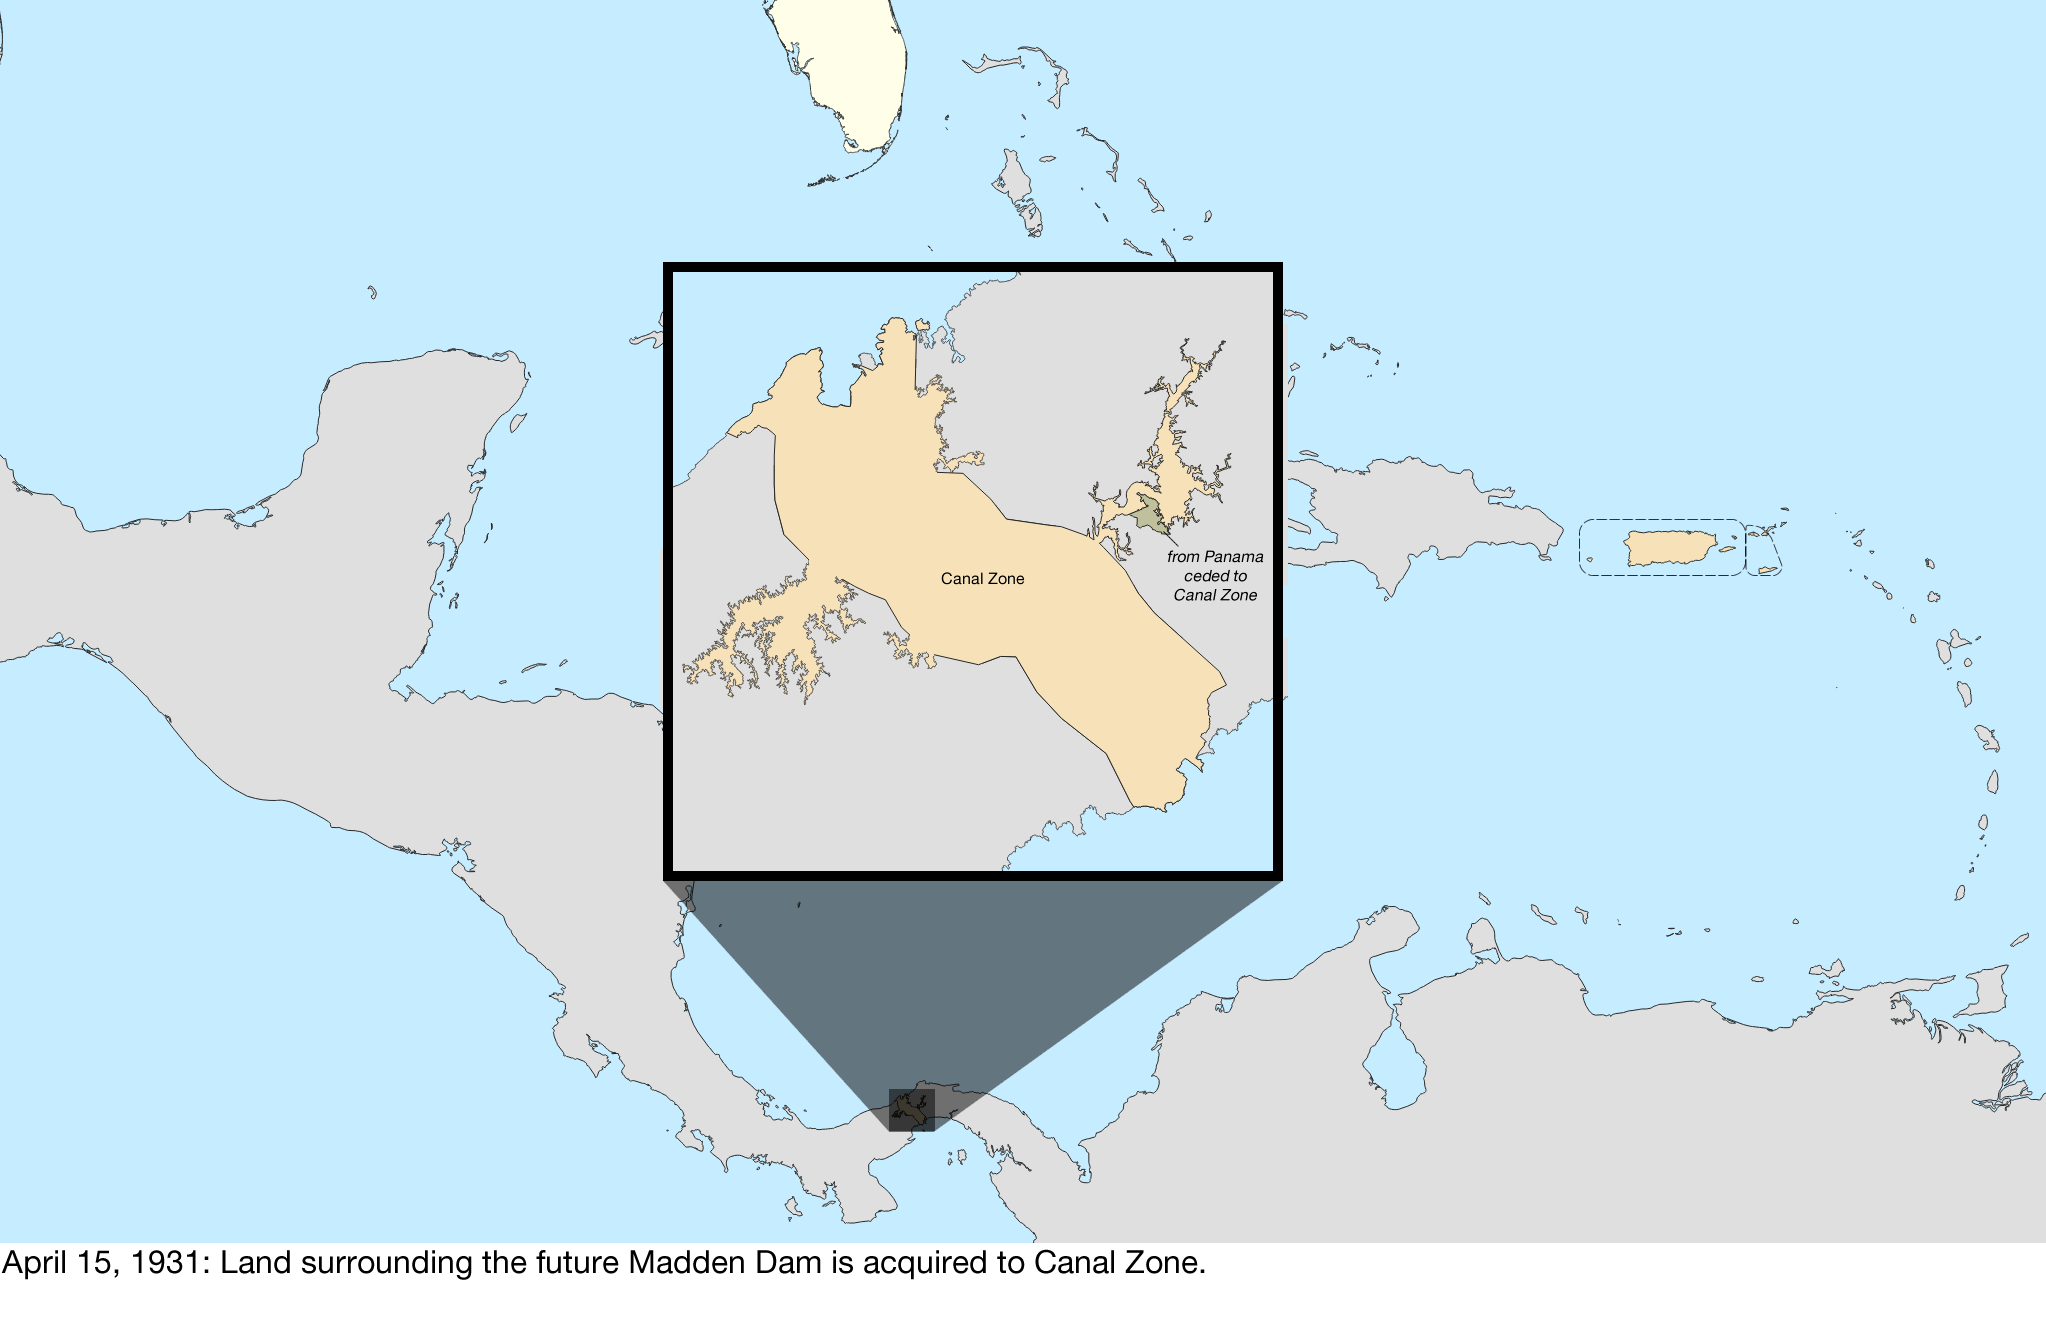 Canal Zone
from Panama
ceded to
Canal Zone
April 15, 1931: Land surrounding the future Madden Dam is acquired to Canal Zone.